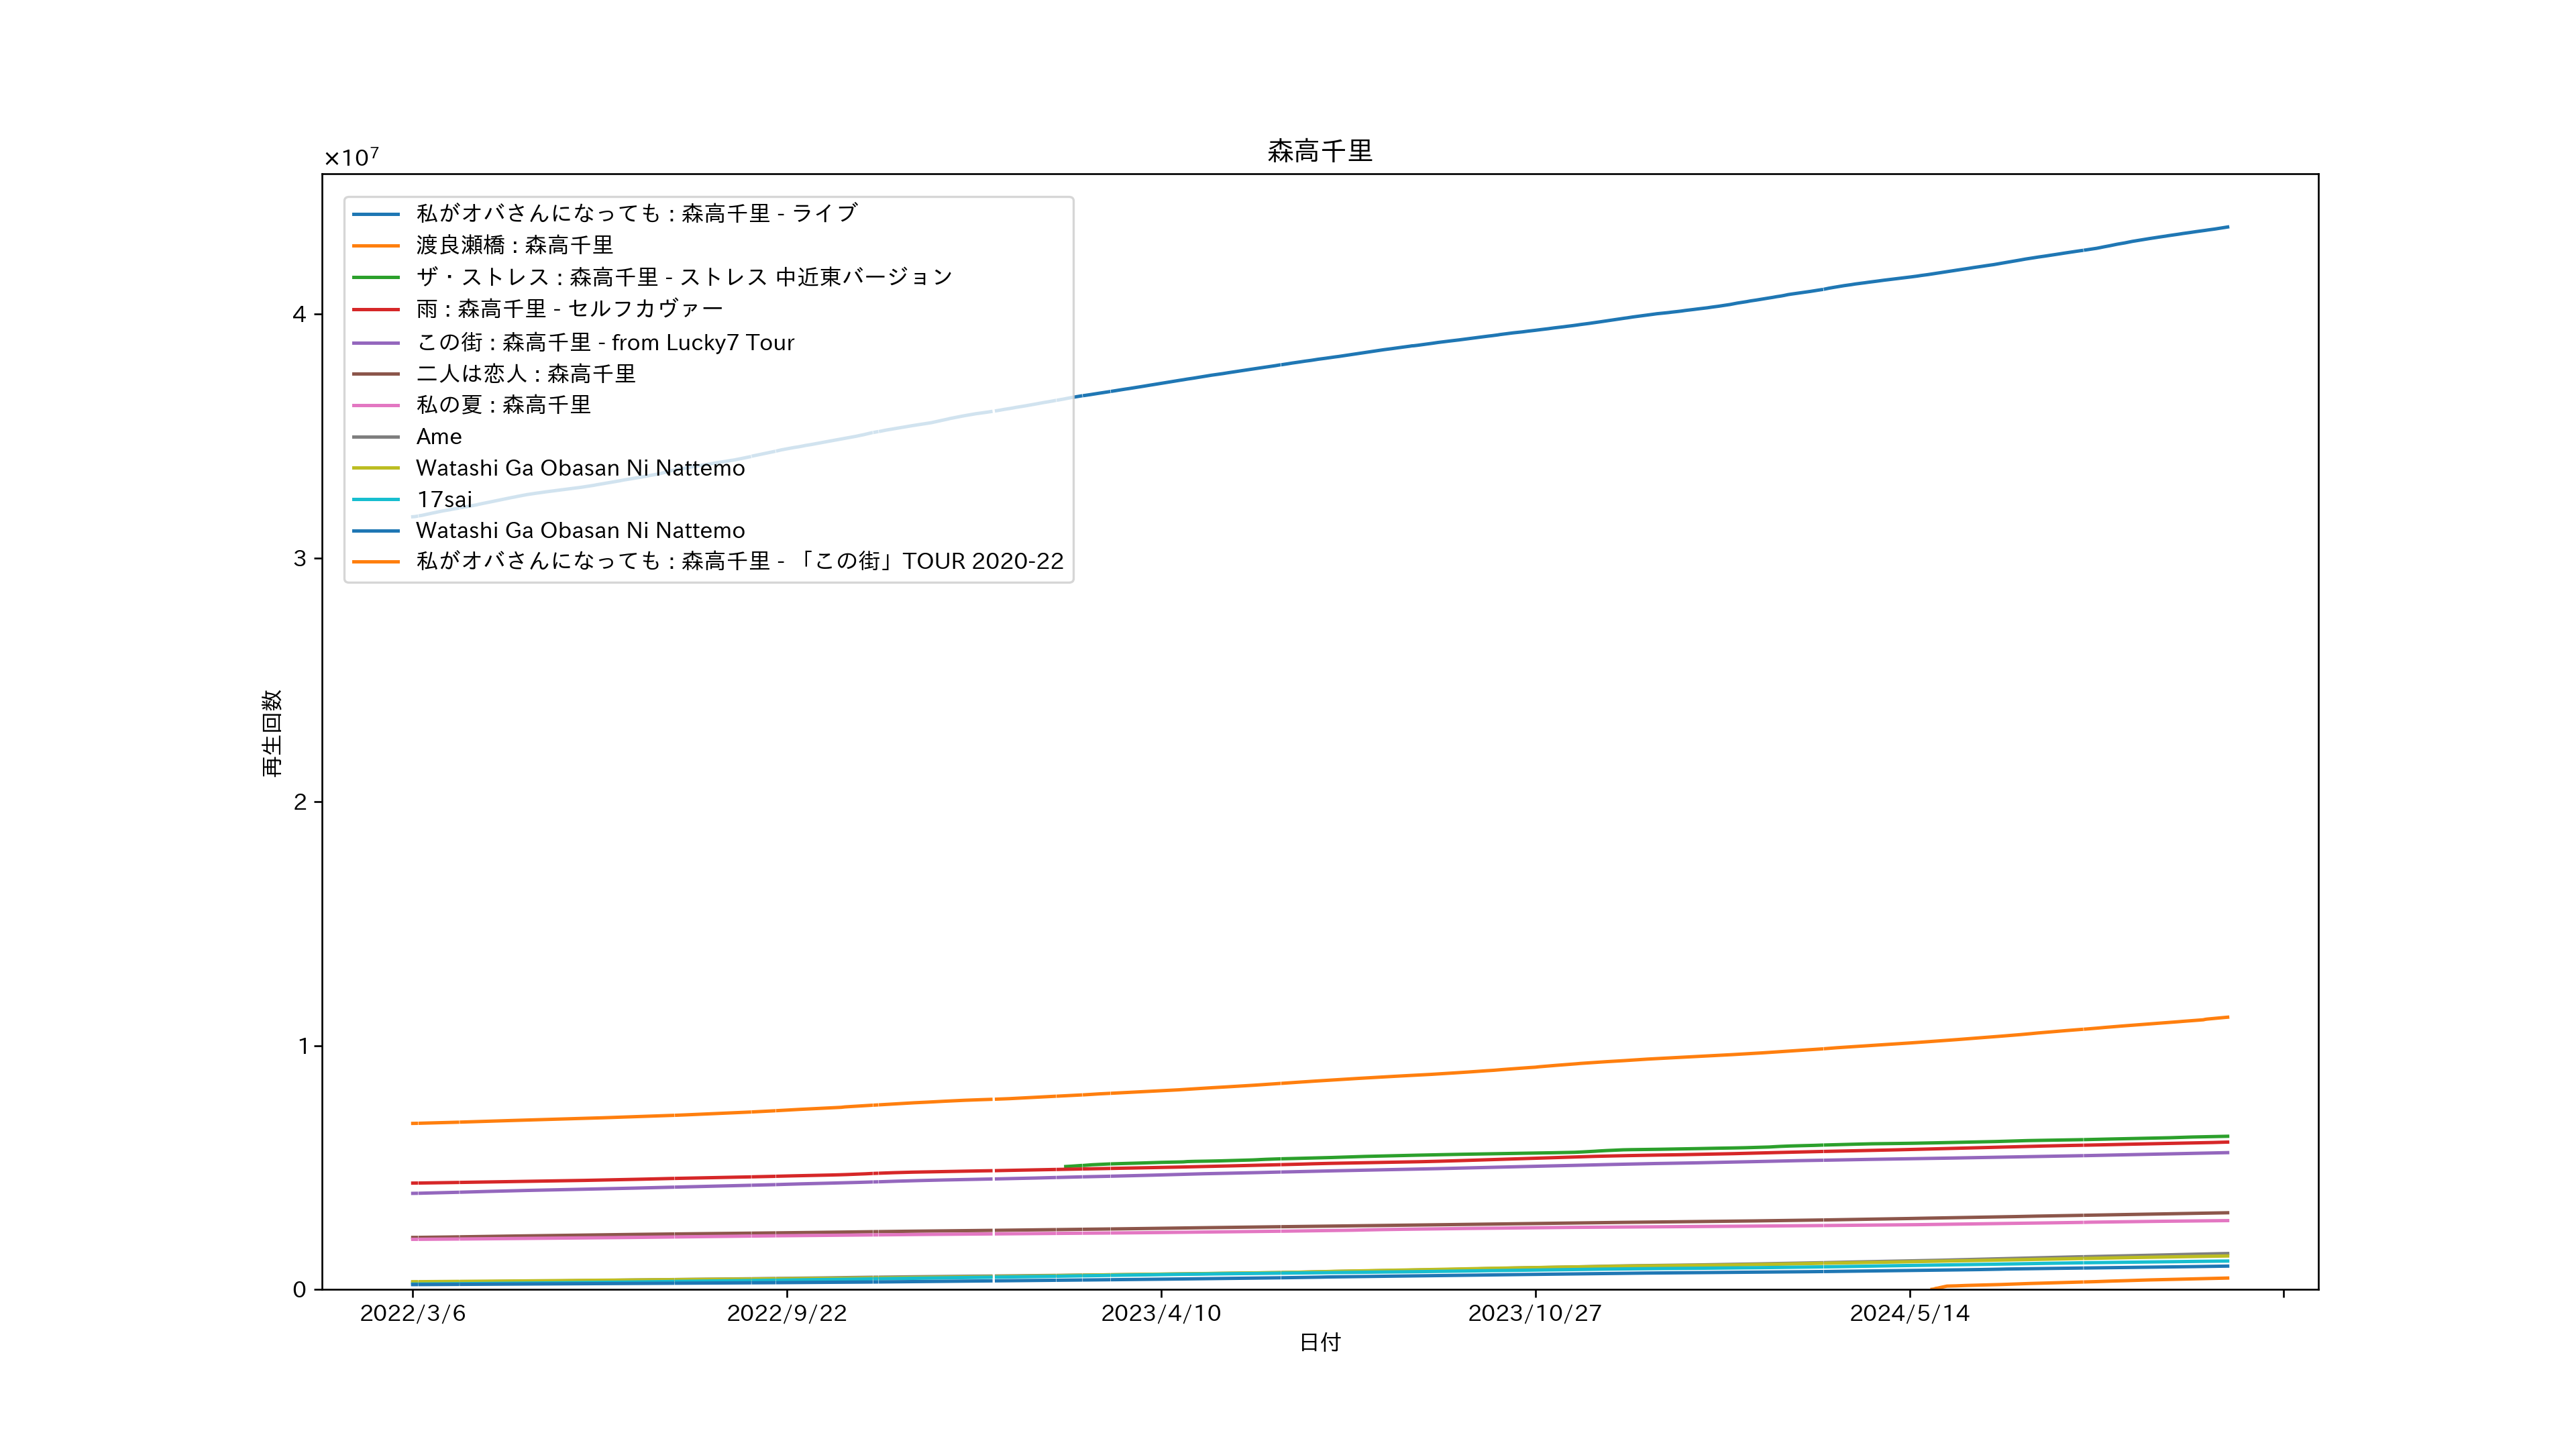 森高千里
×10⁷
私がオバさんになっても : 森高千里 - ライブ
渡良瀬橋 : 森高千里
ザ・ストレス : 森高千里 - ストレス 中近東バージョン
雨 : 森高千里 - セルフカヴァー
この街 : 森高千里 - from Lucky7 Tour
二人は恋人 : 森高千里
私の夏 : 森高千里
Ame
Watashi Ga Obasan Ni Nattemo
17sai
Watashi Ga Obasan Ni Nattemo
私がオバさんになっても : 森高千里 - 「この街」TOUR 2020-22
4
3
2
1
0
再生回数
2022/3/6
2022/9/22
2023/4/10
2023/10/27
2024/5/14
日付